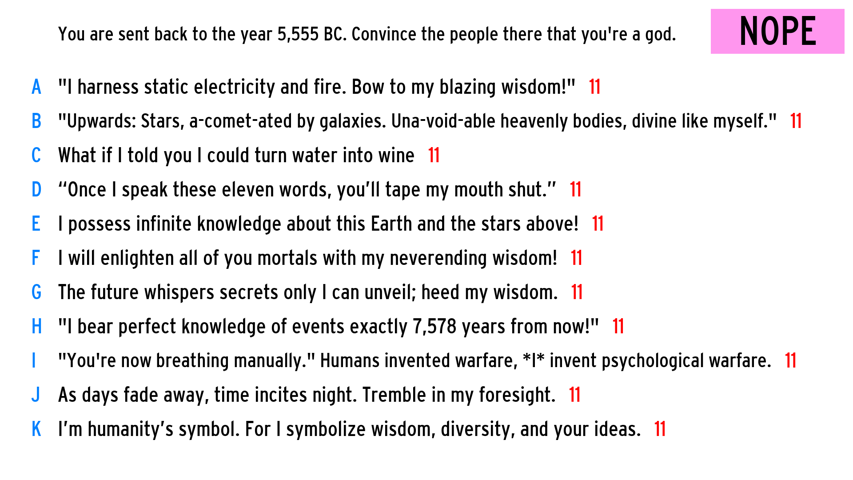 You are sent back to the year 5,555 BC. Convince the people there that you're a god.
NOPE
A "I harness static electricity and fire. Bow to my blazing wisdom!" 11
B "Upwards: Stars, a-comet-ated by galaxies. Una-void-able heavenly bodies, divine like myself." 11
C What if I told you I could turn water into wine 11
D “Once I speak these eleven words, you’ll tape my mouth shut.” 11
E I possess infinite knowledge about this Earth and the stars above! 11
F I will enlighten all of you mortals with my neverending wisdom! 11
G The future whispers secrets only I can unveil; heed my wisdom. 11
H "I bear perfect knowledge of events exactly 7,578 years from now!" 11
I "You're now breathing manually." Humans invented warfare, *I* invent psychological warfare. 11
J As days fade away, time incites night. Tremble in my foresight. 11
K I’m humanity’s symbol. For I symbolize wisdom, diversity, and your ideas. 11